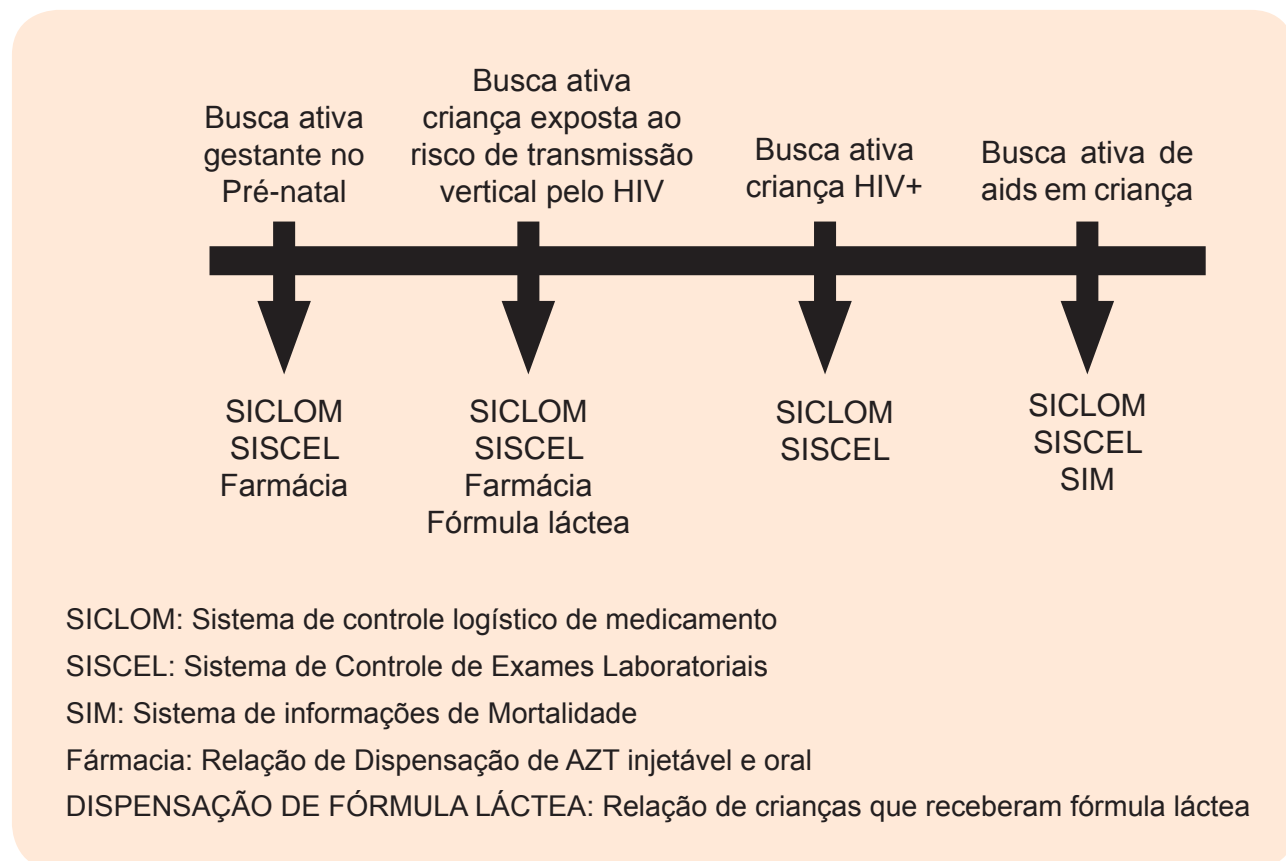 Busca ativa
gestante no
Pré-natal
Busca ativa
criança exposta ao
risco de transmissão
vertical pelo HIV
Busca ativa
criança HIV+
Busca ativa de
aids em criança
SICLOM
SISCEL
Farmácia
SICLOM
SISCEL
Farmácia
Fórmula láctea
SICLOM
SISCEL
SICLOM
SISCEL
SIM
SICLOM: Sistema de controle logístico de medicamento
SISCEL: Sistema de Controle de Exames Laboratoriais
SIM: Sistema de informações de Mortalidade
Fármacia: Relação de Dispensação de AZT injetável e oral
DISPENSAÇÃO DE FÓRMULA LÁCTEA: Relação de crianças que receberam fórmula láctea